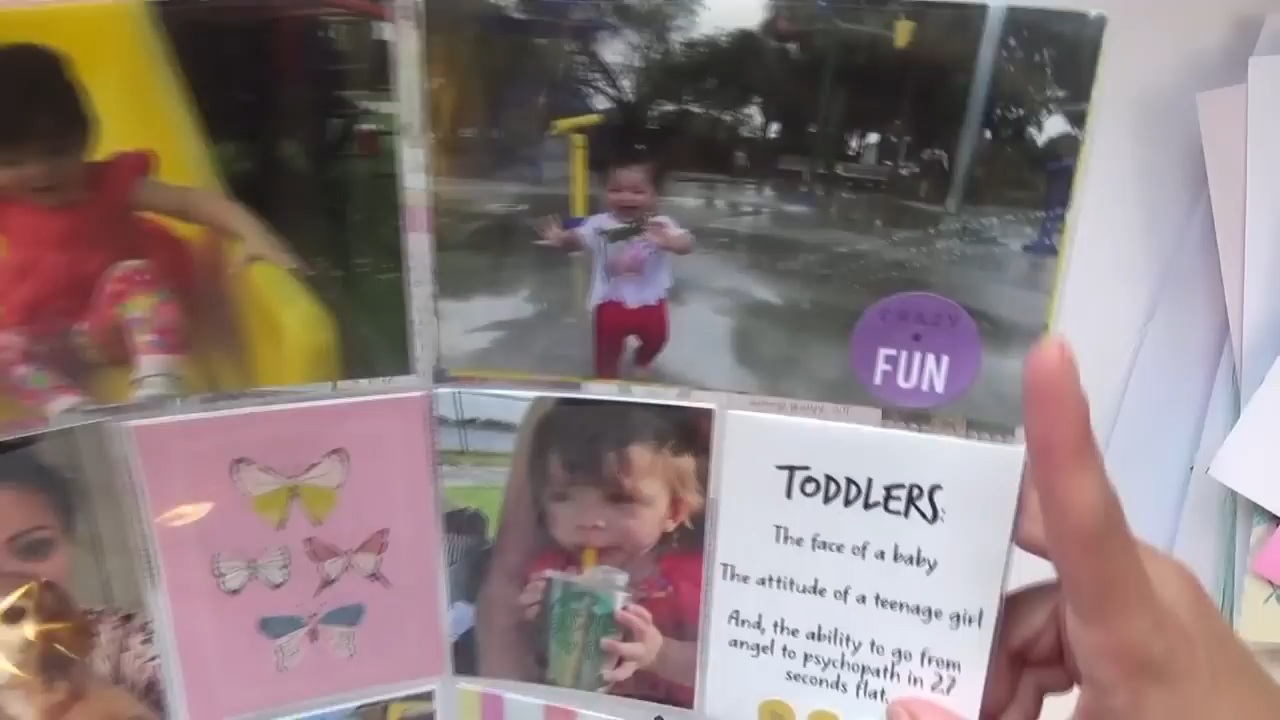 CRAZY
FUN
TODDLERS:
The face of a baby
The attitude of a teenage girl
And, the ability to go from
angel to psychopath in 2.7
seconds flat.